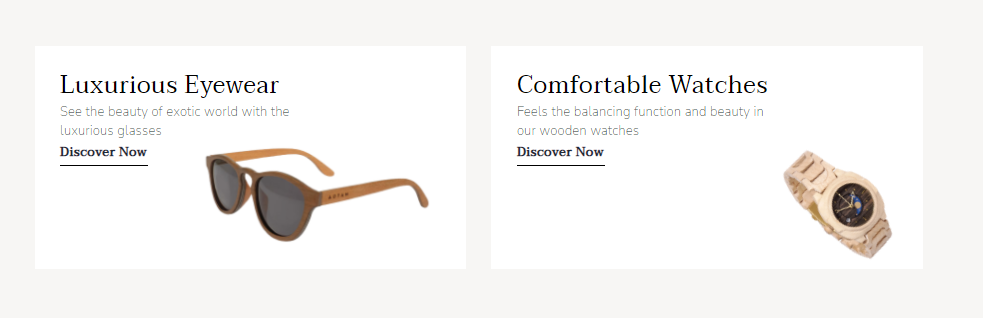 Luxurious Eyewear
See the beauty of exotic world with the
luxurious glasses
Discover Now
Comfortable Watches
Feels the balancing function and beauty in
our wooden watches
Discover Now